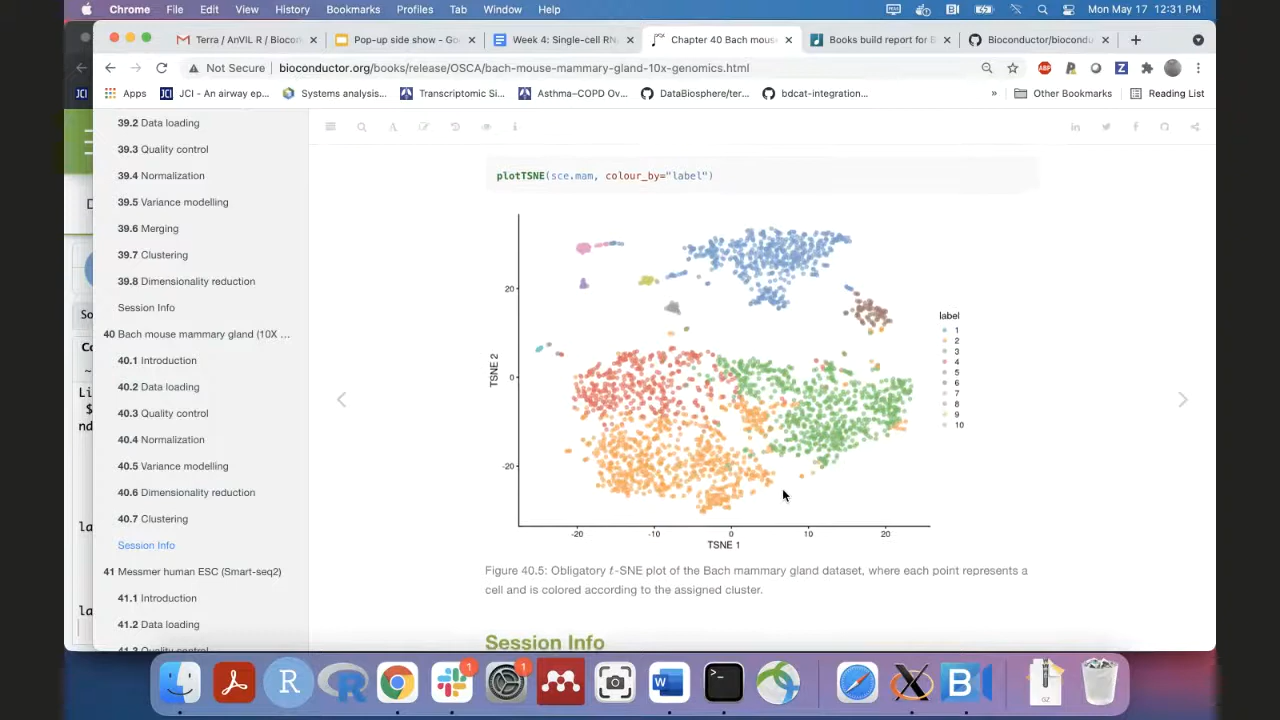 Chrome File Edit View History Bookmarks Profiles Tab Window Help Mon May 17 12:31 PM
Terra / AnVIL R / Biocon Pop-up side show - Go Week 4: Single-cell RN Chapter 40 Bach mous Books build report for B Bioconductor/biocondu
Not Secure bioconductor.org/books/release/OSCA/bach-mouse-mammary-gland-10x-genomics.html
JCI Apps JCI - An airway ep... Systems analysis... Transcriptomic Si... Asthma–COPD Ov... DataBiosphere/ter... bdcat-integration... » Other Bookmarks Reading List
39.2 Data loading
39.3 Quality control
39.4 Normalization
39.5 Variance modelling
39.6 Merging
39.7 Clustering
39.8 Dimensionality reduction
Session Info
40 Bach mouse mammary gland (10X ...
40.1 Introduction
40.2 Data loading
40.3 Quality control
40.4 Normalization
40.5 Variance modelling
40.6 Dimensionality reduction
40.7 Clustering
Session Info
41 Messmer human ESC (Smart-seq2)
41.1 Introduction
41.2 Data loading
41.3 Quality control
plotTSNE(sce.mam, colour_by="label")
TSNE 2
20
0
-20
-20 -10 0 10 20
TSNE 1
label
1
2
3
4
5
6
7
8
9
10
Figure 40.5: Obligatory t-SNE plot of the Bach mammary gland dataset, where each point represents a
cell and is colored according to the assigned cluster.
Session Info
1 1
GZ